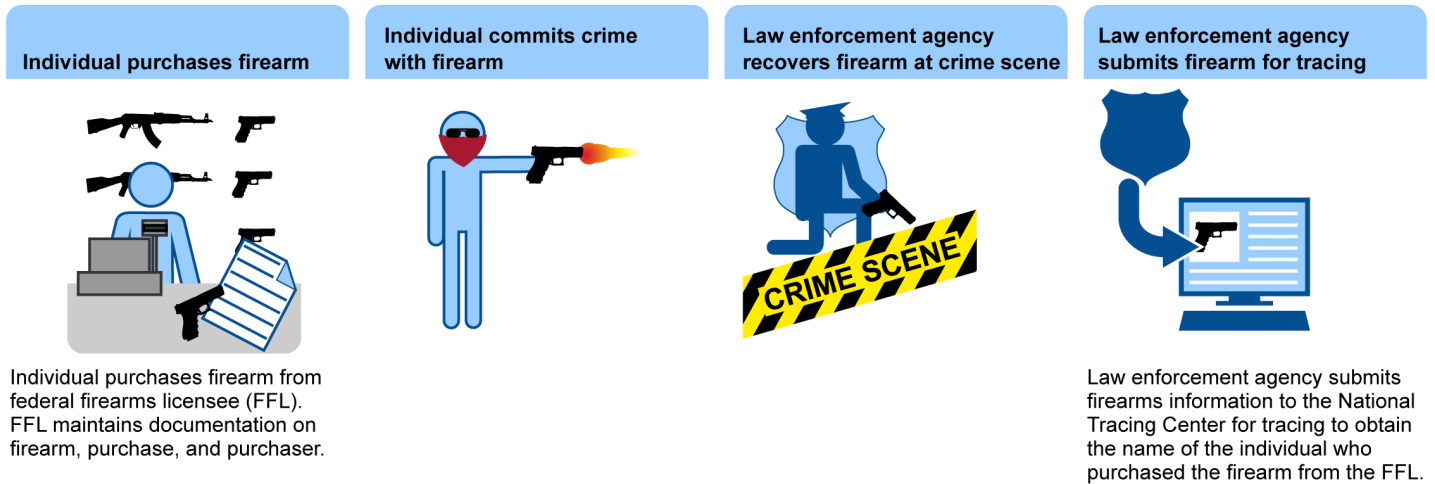 Individual purchases firearm
Individual commits crime
with firearm
Law enforcement agency
recovers firearm at crime scene
Law enforcement agency
submits firearm for tracing
CRIME SCENE
Individual purchases firearm from
federal firearms licensee (FFL).
FFL maintains documentation on
firearm, purchase, and purchaser.
Law enforcement agency submits
firearms information to the National
Tracing Center for tracing to obtain
the name of the individual who
purchased the firearm from the FFL.